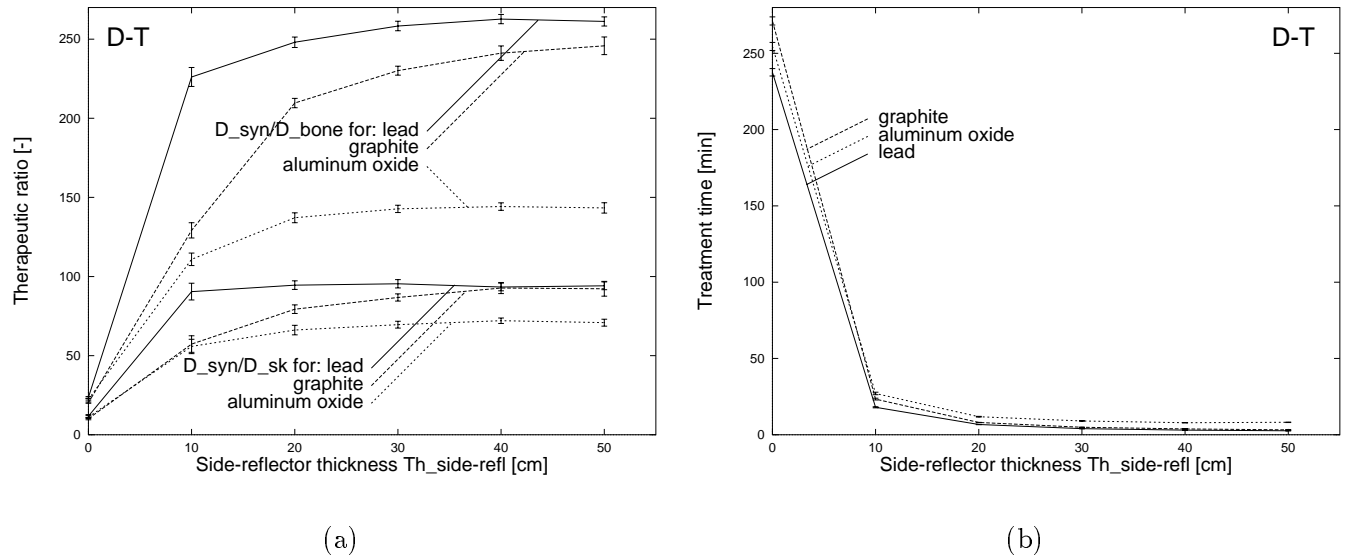 D-T
250
200
150
100
50
0
Therapeutic ratio [-]
D_syn/D_bone for: lead
graphite
aluminum oxide
D_syn/D_sk for: lead
graphite
aluminum oxide
0 10 20 30 40 50
Side-reflector thickness Th_side-refl [cm]
(a)
D-T
250
200
150
100
50
0
Treatment time [min]
graphite
aluminum oxide
lead
0 10 20 30 40 50
Side-reflector thickness Th_side-refl [cm]
(b)